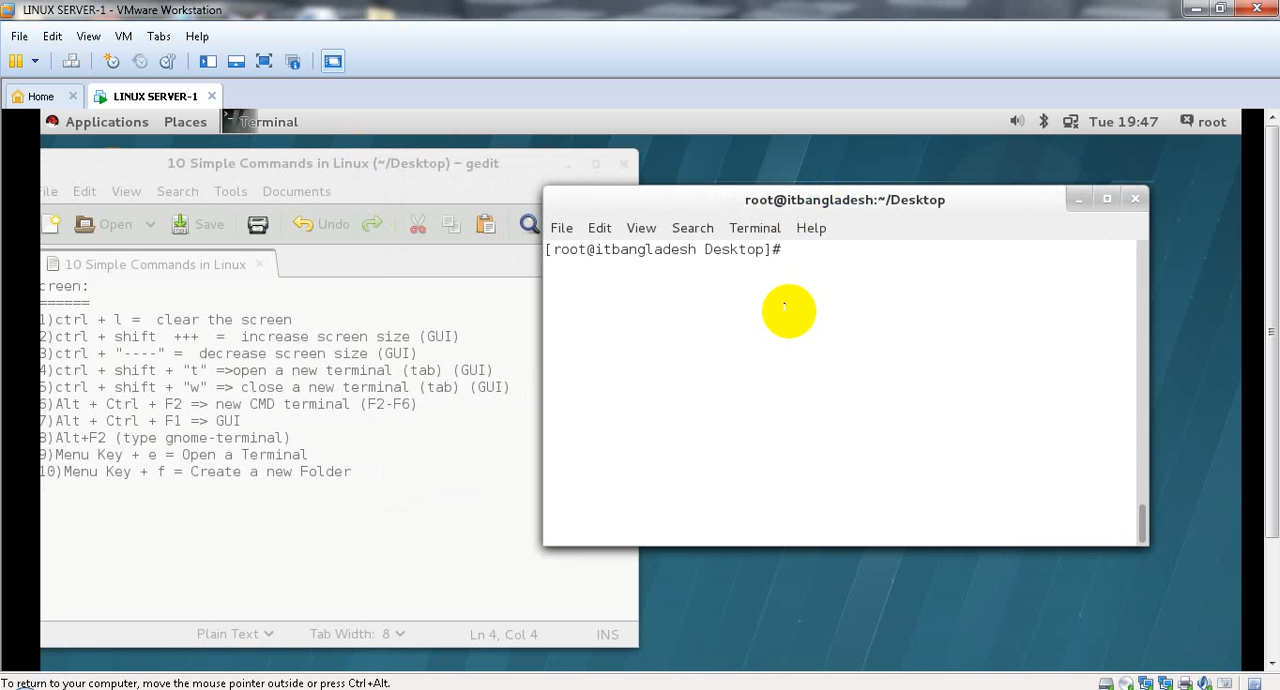 LINUX SERVER-1 - VMware Workstation
File Edit View VM Tabs Help
Home LINUX SERVER-1
Applications Places Terminal Tue 19:47 root
10 Simple Commands in Linux (~/Desktop) - gedit
ile Edit View Search Tools Documents
Open Save Undo
10 Simple Commands in Linux
creen:
======
1)ctrl + l =  clear the screen
2)ctrl + shift  +++  =  increase screen size (GUI)
3)ctrl + "----" =  decrease screen size (GUI)
4)ctrl + shift + "t" =>open a new terminal (tab) (GUI)
5)ctrl + shift + "w" => close a new terminal (tab) (GUI)
6)Alt + Ctrl + F2 => new CMD terminal (F2-F6)
7)Alt + Ctrl + F1 => GUI
8)Alt+F2 (type gnome-terminal)
9)Menu Key + e = Open a Terminal
10)Menu Key + f = Create a new Folder
Plain Text Tab Width: 8 Ln 4, Col 4 INS
root@itbangladesh:~/Desktop
File Edit View Search Terminal Help
[root@itbangladesh Desktop]#
To return to your computer, move the mouse pointer outside or press Ctrl+Alt.